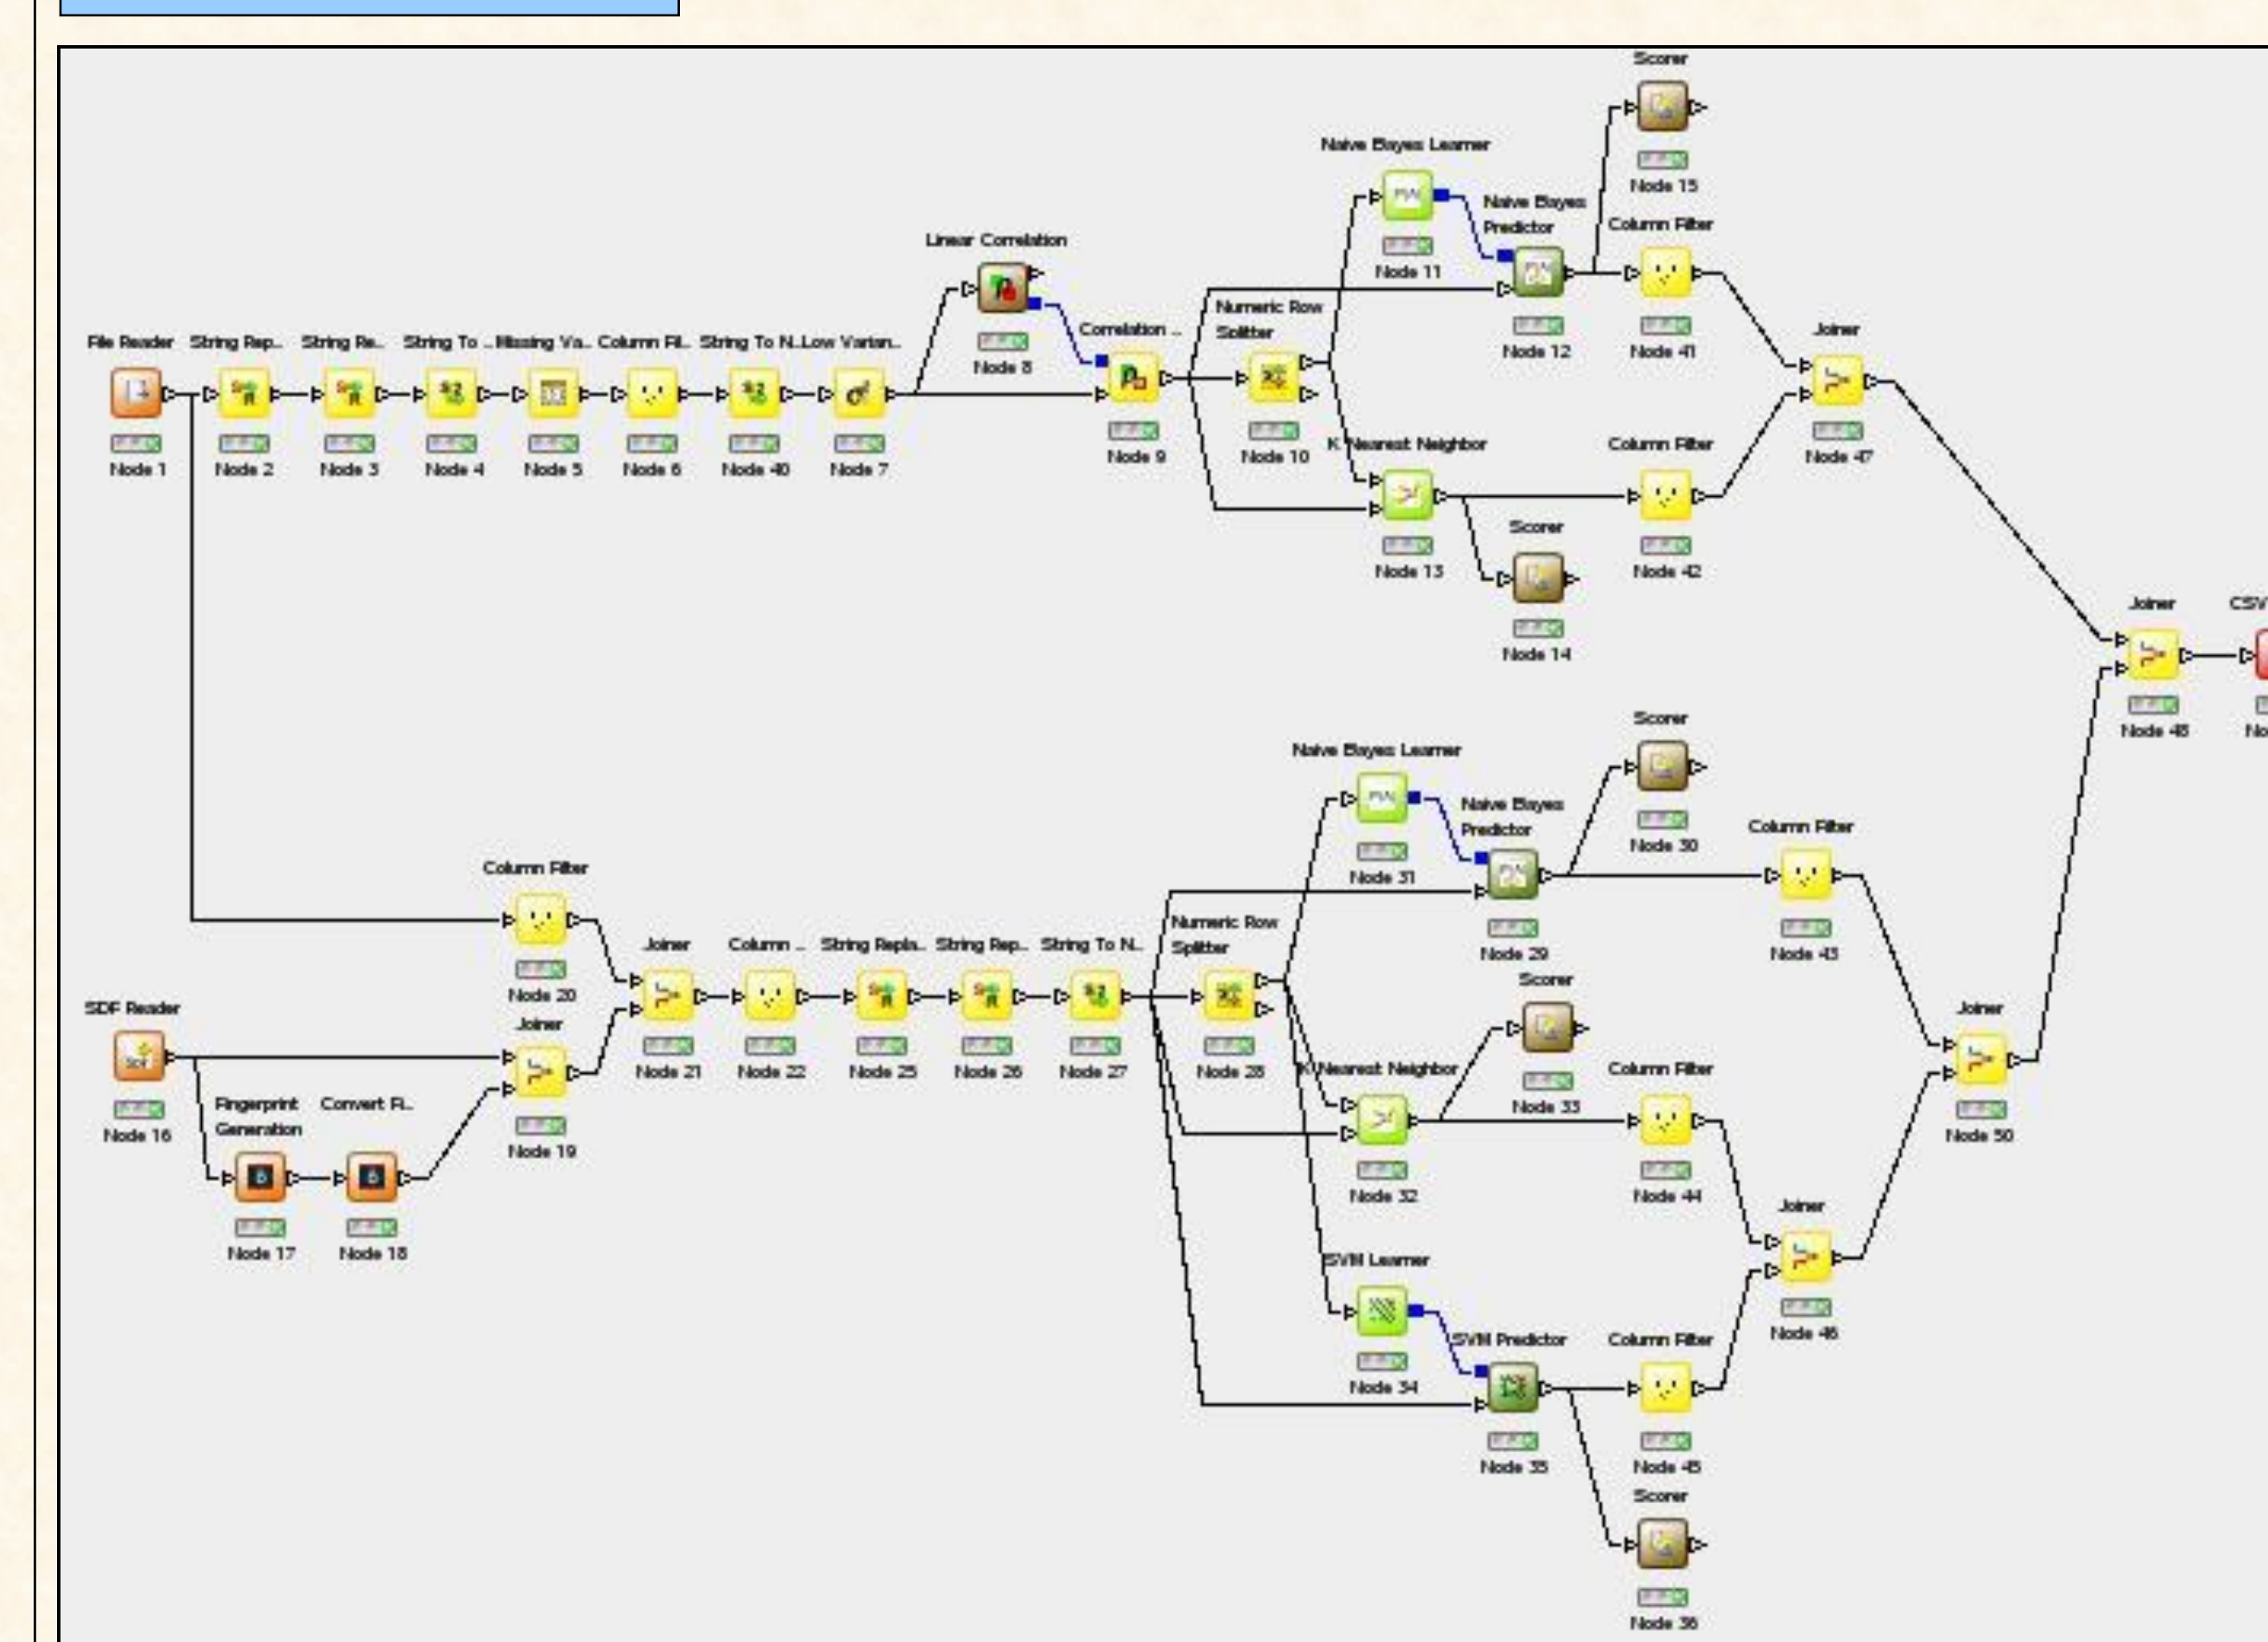 Scorer
Node 15
Naive Bayes Learner
Node 11
Naive Bayes
Predictor
Node 12
Column Filter
Node 41
Linear Correlation
Node 8
Numeric Row
Splitter
Node 10
Correlation ...
Node 9
Joiner
Node 47
File Reader
Node 1
String Rep...
Node 2
String Re...
Node 3
String To ...
Node 4
Missing Va...
Node 5
Column Fil...
Node 6
String To N...
Node 40
Low Varian...
Node 7
K Nearest Neighbor
Node 13
Column Filter
Node 42
Scorer
Node 14
Joiner
Node 48
CSV
No
Scorer
Node 30
Naive Bayes Learner
Node 31
Naive Bayes
Predictor
Node 29
Column Filter
Node 43
Column Filter
Node 20
Joiner
Node 21
Column ...
Node 22
String Repla...
Node 25
String Rep...
Node 26
String To N...
Node 27
Numeric Row
Splitter
Node 28
Scorer
Node 33
SDF Reader
Node 16
Joiner
Node 19
Fingerprint
Generation
Node 17
Convert Fi...
Node 18
K Nearest Neighbor
Node 32
Column Filter
Node 44
Joiner
Node 50
Joiner
Node 46
SVM Learner
Node 34
SVM Predictor
Node 35
Column Filter
Node 45
Scorer
Node 36